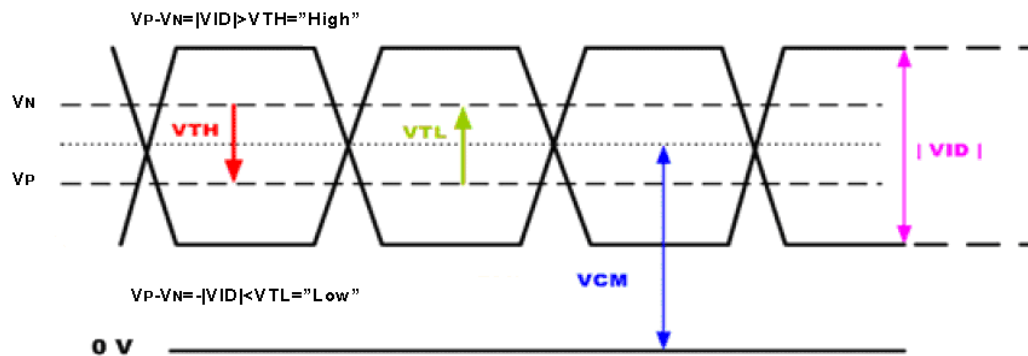 VP-VN=|VID|>VTH="High"
VN
VTH
VTL
| VID |
VP
VCM
VP-VN=-|VID|<VTL="Low"
0 V